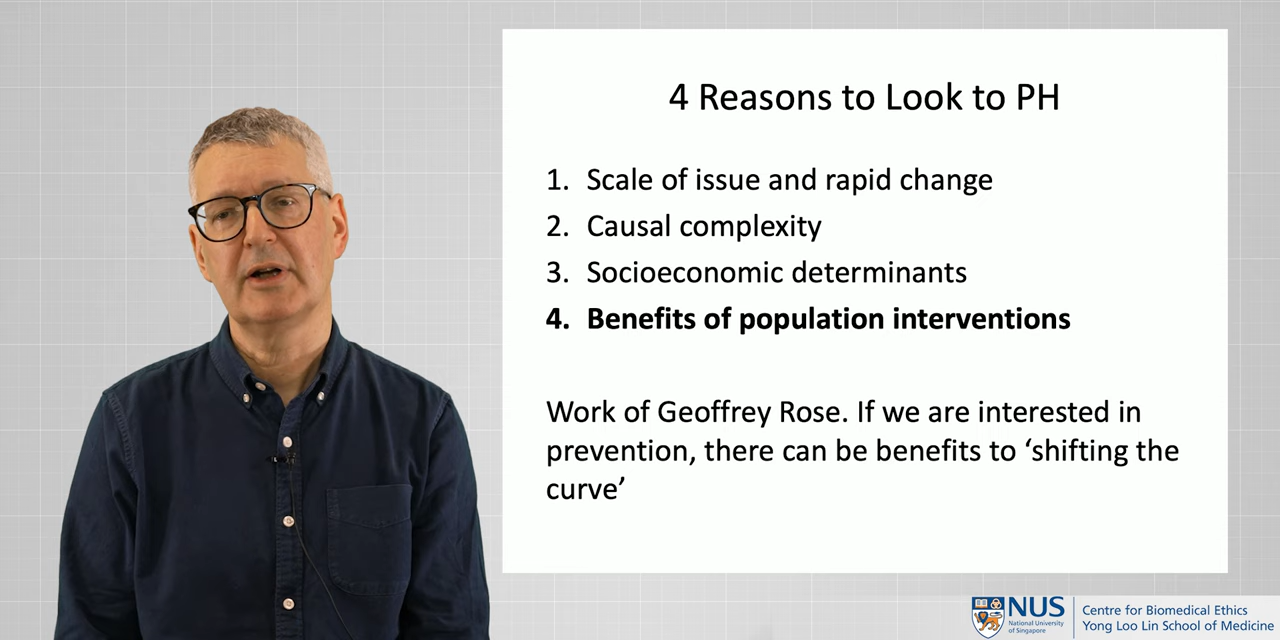 4 Reasons to Look to PH
1. Scale of issue and rapid change
2. Causal complexity
3. Socioeconomic determinants
4. Benefits of population interventions
Work of Geoffrey Rose. If we are interested in
prevention, there can be benefits to ‘shifting the
curve’
NUS
National University
of Singapore
Centre for Biomedical Ethics
Yong Loo Lin School of Medicine